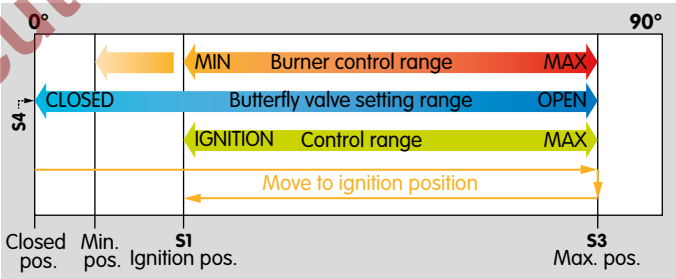 0° 90°
MIN Burner control range MAX
CLOSED Butterfly valve setting range OPEN
S4
IGNITION Control range MAX
Move to ignition position
Closed pos.
Min. pos.
S1
Ignition pos.
S3
Max. pos.